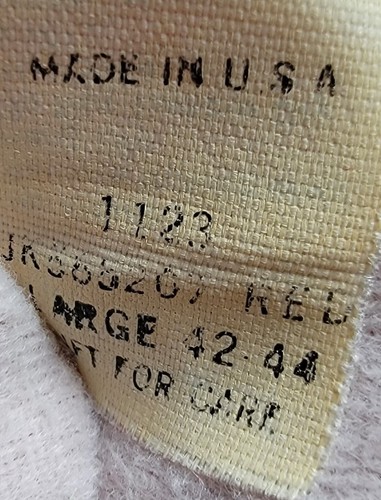 MADE IN U.S.A
1123
RED
LARGE 42-44
FOR CARE